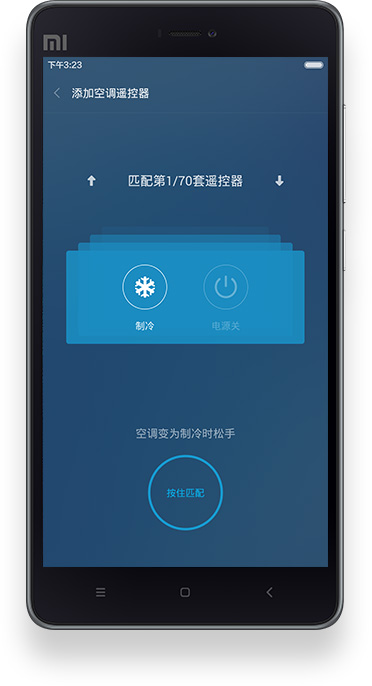 MI
下午3:23
添加空调遥控器
匹配第1/70套遥控器
制冷
电源关
空调变为制冷时松手
按住匹配